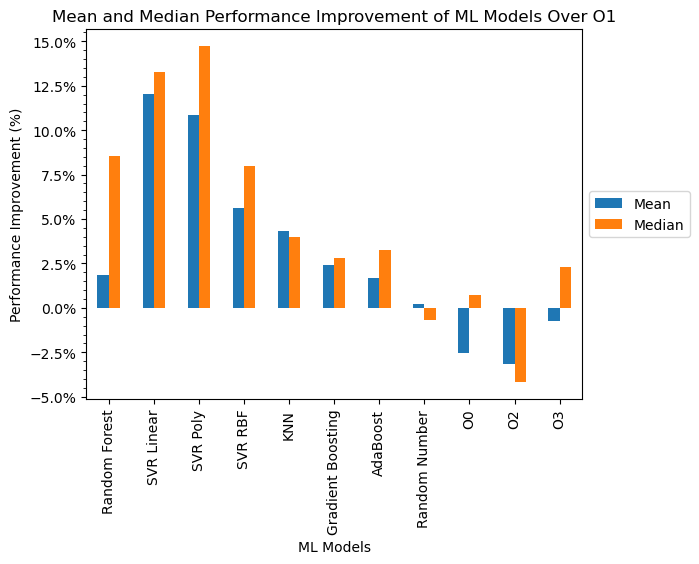 Mean and Median Performance Improvement of ML Models Over O1
Performance Improvement (%)
15.0%
12.5%
10.0%
7.5%
5.0%
2.5%
0.0%
−2.5%
−5.0%
Mean
Median
Random Forest
SVR Linear
SVR Poly
SVR RBF
KNN
Gradient Boosting
AdaBoost
Random Number
O0
O2
O3
ML Models